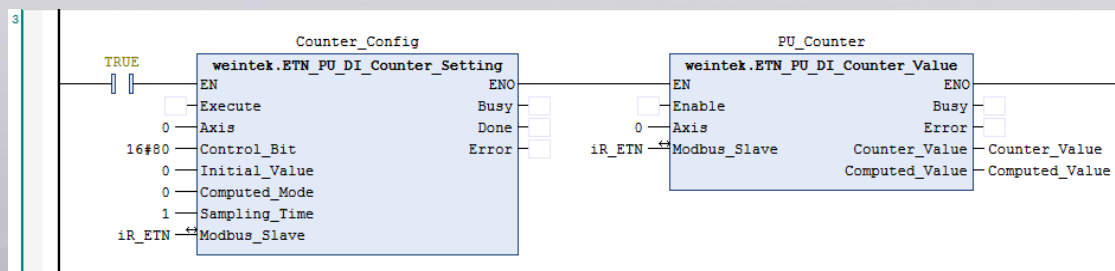 3
Counter_Config
PU_Counter
TRUE
weintek.ETN_PU_DI_Counter_Setting
weintek.ETN_PU_DI_Counter_Value
EN ENO
EN ENO
Execute Busy
Enable Busy
0 Axis Done
0 Axis Error
16#80 Control_Bit Error
iR_ETN Modbus_Slave Counter_Value Counter_Value
0 Initial_Value
Computed_Value Computed_Value
0 Computed_Mode
1 Sampling_Time
iR_ETN Modbus_Slave